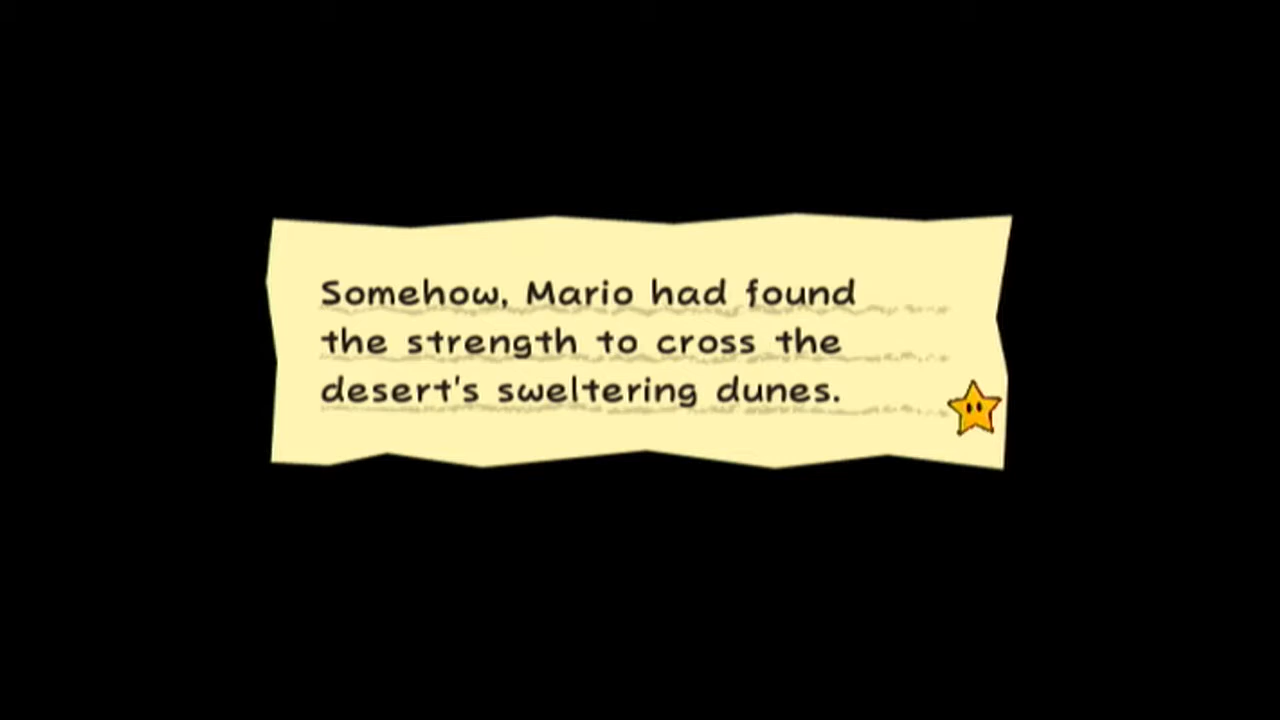 Somehow, Mario had found
the strength to cross the
desert's sweltering dunes.